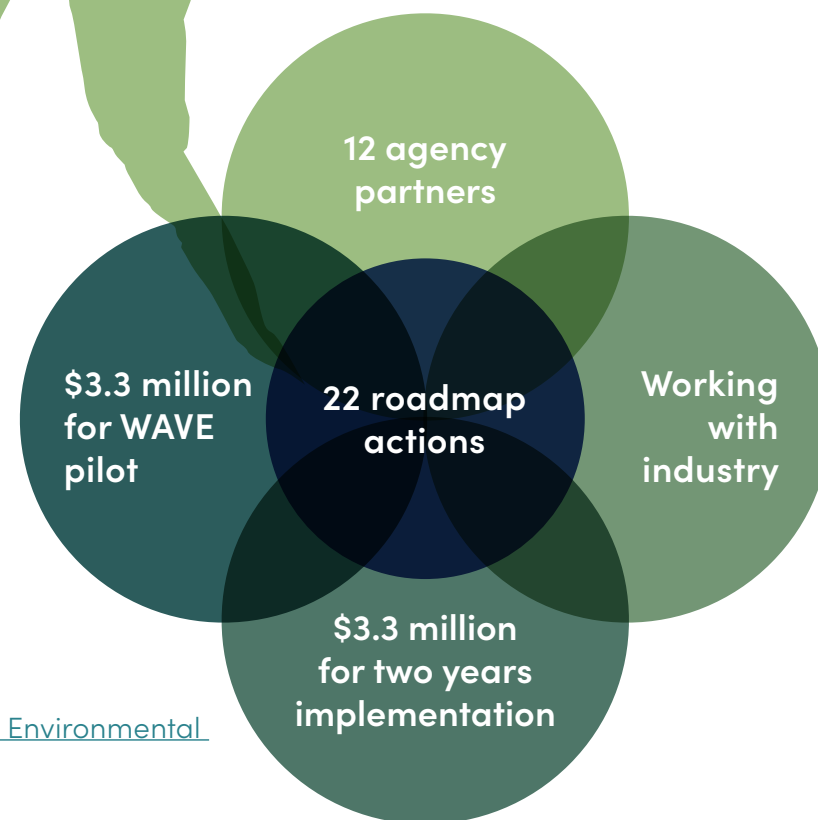 12 agency
partners
$3.3 million
for WAVE
pilot
22 roadmap
actions
Working
with
industry
$3.3 million
for two years
implementation
Environmental